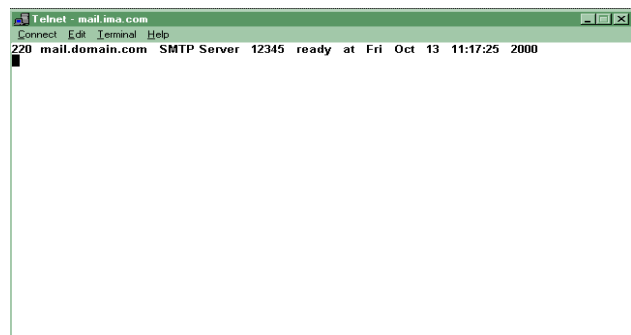 Telnet - mail.ima.com
Connect Edit Terminal Help
220 mail.domain.com SMTP Server 12345 ready at Fri Oct 13 11:17:25 2000